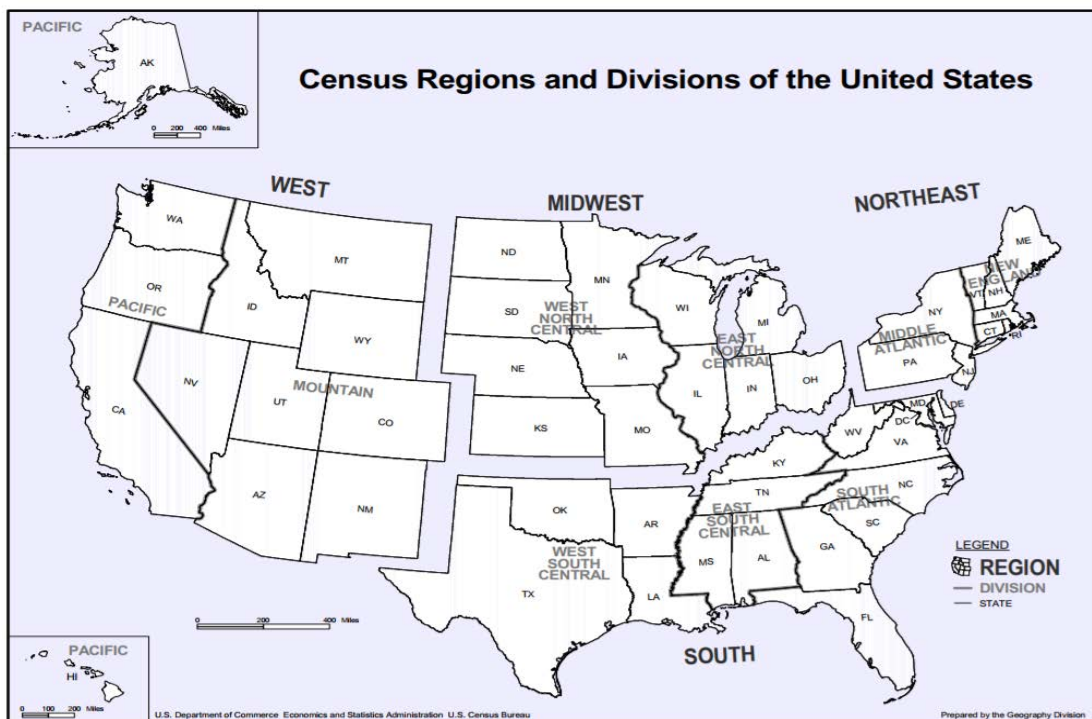 PACIFIC
AK
0 200 400 Miles
Census Regions and Divisions of the United States
WEST
MIDWEST
NORTHEAST
WA
MT
ND
MN
ME
OR
ID
SD
WI
MI
NY
VT
NH
NEW
ENGLAND
MA
CT
RI
PACIFIC
WY
WEST
NORTH
CENTRAL
EAST
NORTH
CENTRAL
MIDDLE
ATLANTIC
IA
PA
NJ
NE
NV
UT
MOUNTAIN
CO
IL
IN
OH
CA
KS
MO
MD
DE
DC
WV
VA
KY
AZ
NM
OK
AR
TN
NC
SOUTH
ATLANTIC
EAST
SOUTH
CENTRAL
SC
MS
AL
GA
WEST
SOUTH
CENTRAL
TX
LA
FL
LEGEND
REGION
DIVISION
STATE
0 200 400 Miles
SOUTH
PACIFIC
HI
0 100 200 Miles
U.S. Department of Commerce Economics and Statistics Administration U.S. Census Bureau
Prepared by the Geography Division